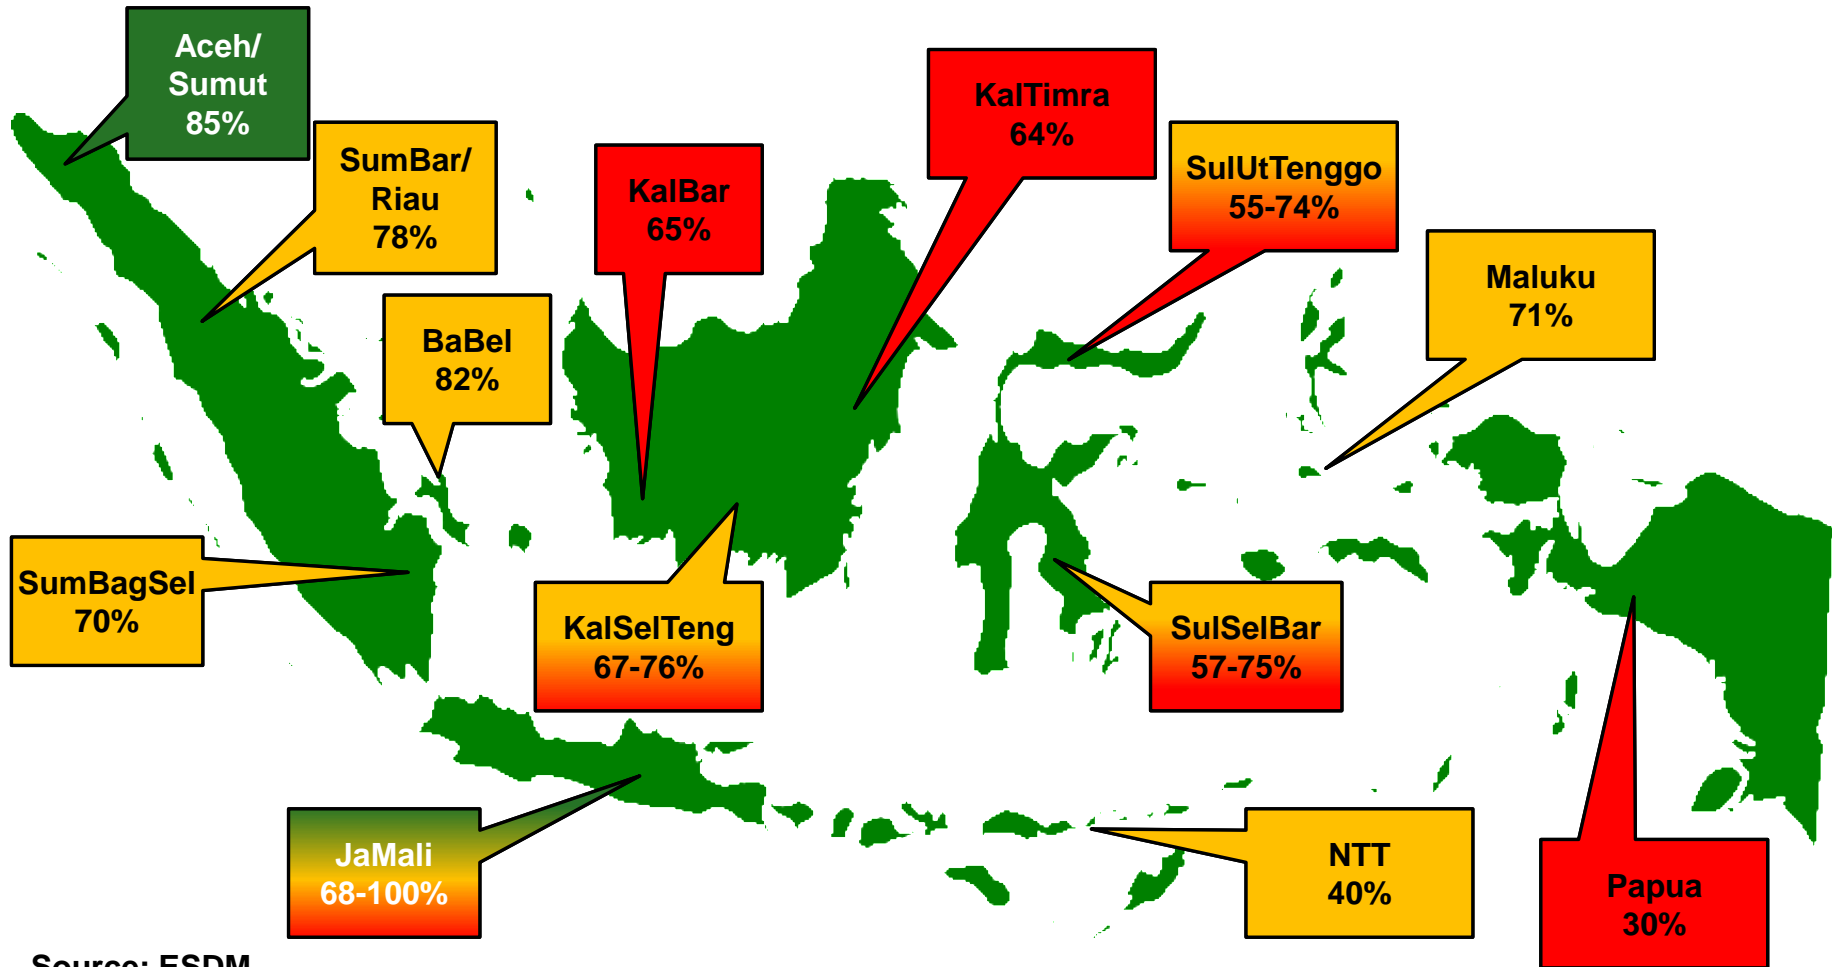 Aceh/
Sumut
85%
SumBar/
Riau
78%
KalBar
65%
KalTimra
64%
SulUtTenggo
55-74%
Maluku
71%
BaBel
82%
SumBagSel
70%
KalSelTeng
67-76%
SulSelBar
57-75%
JaMali
68-100%
NTT
40%
Papua
30%
Source: ESDM